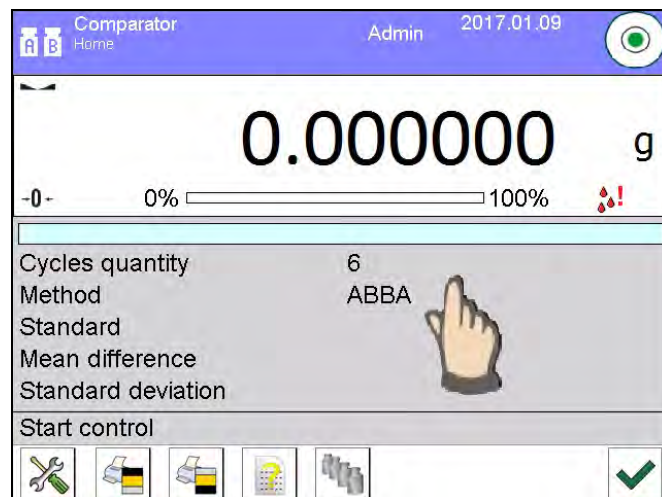 Comparator
Home
Admin
2017.01.09
A B
0.000000 g
-0-
0% 100%
!
Cycles quantity 6
Method ABBA
Standard
Mean difference
Standard deviation
Start control
?